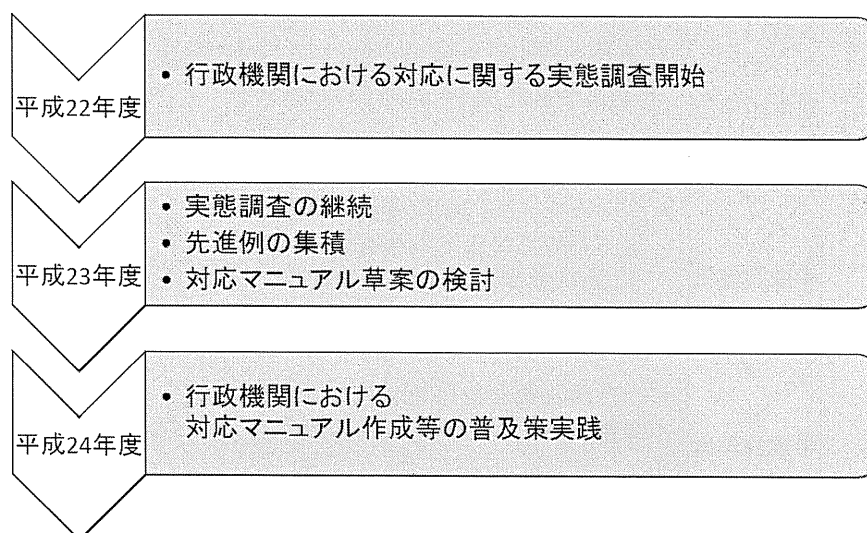 平成22年度
• 行政機関における対応に関する実態調査開始
平成23年度
• 実態調査の継続
• 先進例の集積
• 対応マニュアル草案の検討
平成24年度
• 行政機関における
対応マニュアル作成等の普及策実践